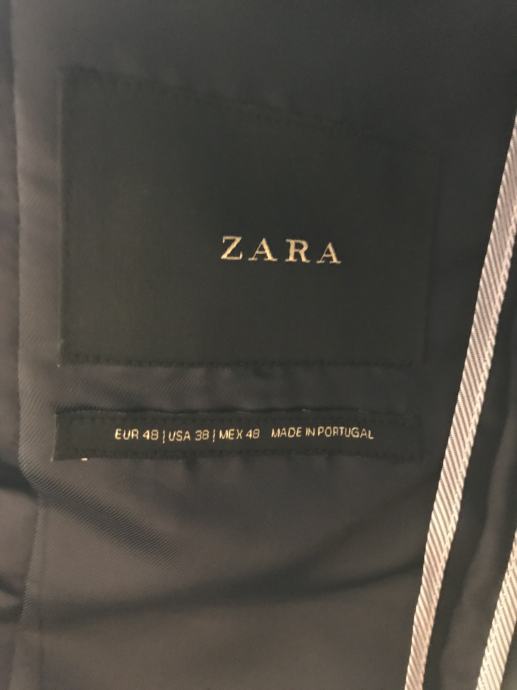 ZARA
EUR 48 | USA 38 | MEX 48 MADE IN PORTUGAL